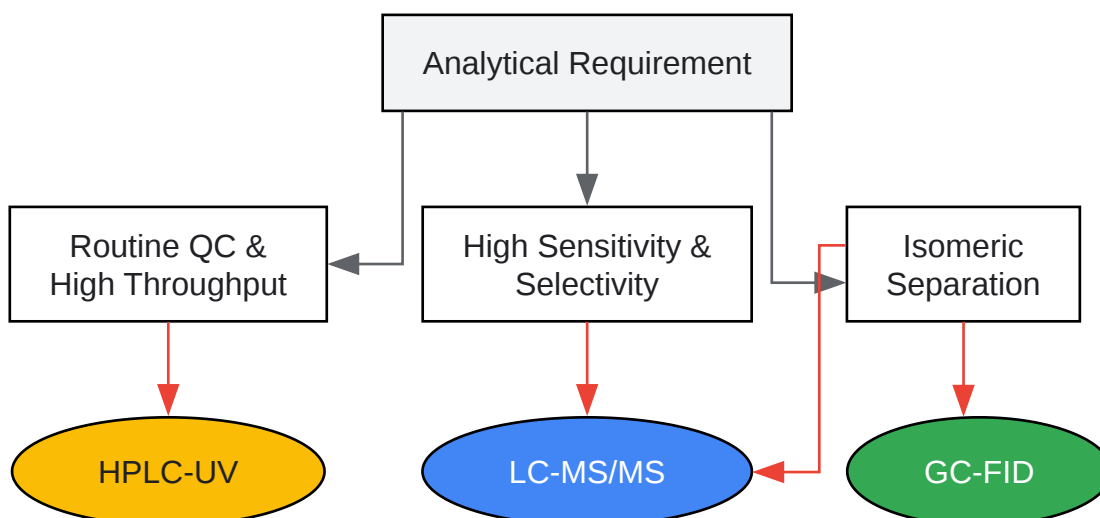 Analytical Requirement
Routine QC &
High Throughput
High Sensitivity &
Selectivity
Isomeric
Separation
HPLC-UV
LC-MS/MS
GC-FID